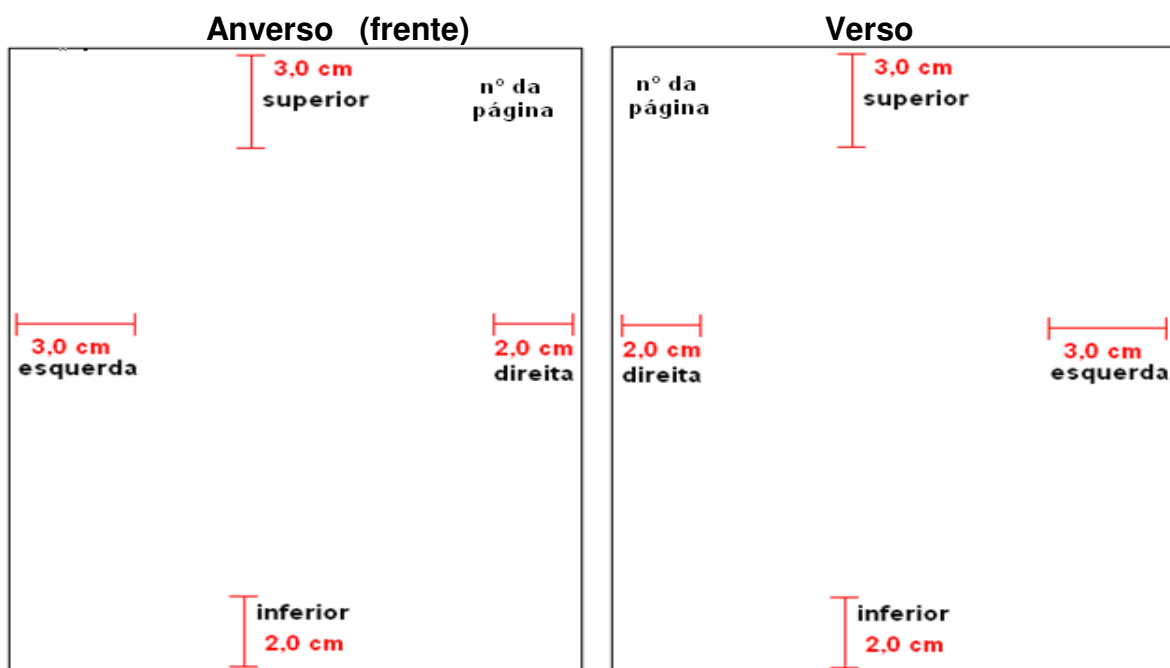 Anverso (frente)
3,0 cm
superior
nº da
página
3,0 cm
esquerda
2,0 cm
direita
inferior
2,0 cm
Verso
nº da
página
3,0 cm
superior
2,0 cm
direita
3,0 cm
esquerda
inferior
2,0 cm